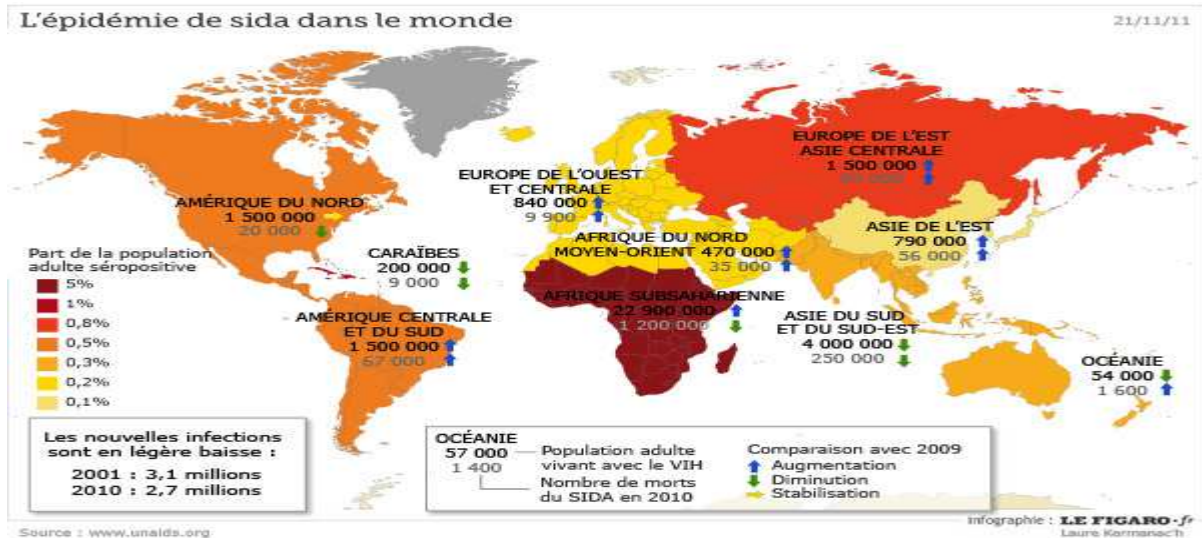 L'épidémie de sida dans le monde
21/11/11
EUROPE DE L'EST
ASIE CENTRALE
1 500 000
EUROPE DE L'OUEST
ET CENTRALE
840 000
9 900
AMÉRIQUE DU NORD
1 500 000
20 000
ASIE DE L'EST
790 000
56 000
AFRIQUE DU NORD
MOYEN-ORIENT 470 000
35 000
CARAÏBES
200 000
9 000
Part de la population
adulte séropositive
5%
1%
0,8%
0,5%
0,3%
0,2%
0,1%
AFRIQUE SUBSAHARIENNE
22 900 000
1 200 000
AMÉRIQUE CENTRALE
ET DU SUD
1 500 000
67 000
ASIE DU SUD
ET DU SUD-EST
4 000 000
250 000
OCÉANIE
54 000
1 600
Les nouvelles infections
sont en légère baisse :
2001 : 3,1 millions
2010 : 2,7 millions
OCÉANIE
57 000
1 400
Population adulte
vivant avec le VIH
Nombre de morts
du SIDA en 2010
Comparaison avec 2009
Augmentation
Diminution
Stabilisation
Source : www.unaids.org
Infographie : LE FIGARO·fr
Laure Kermanac'h